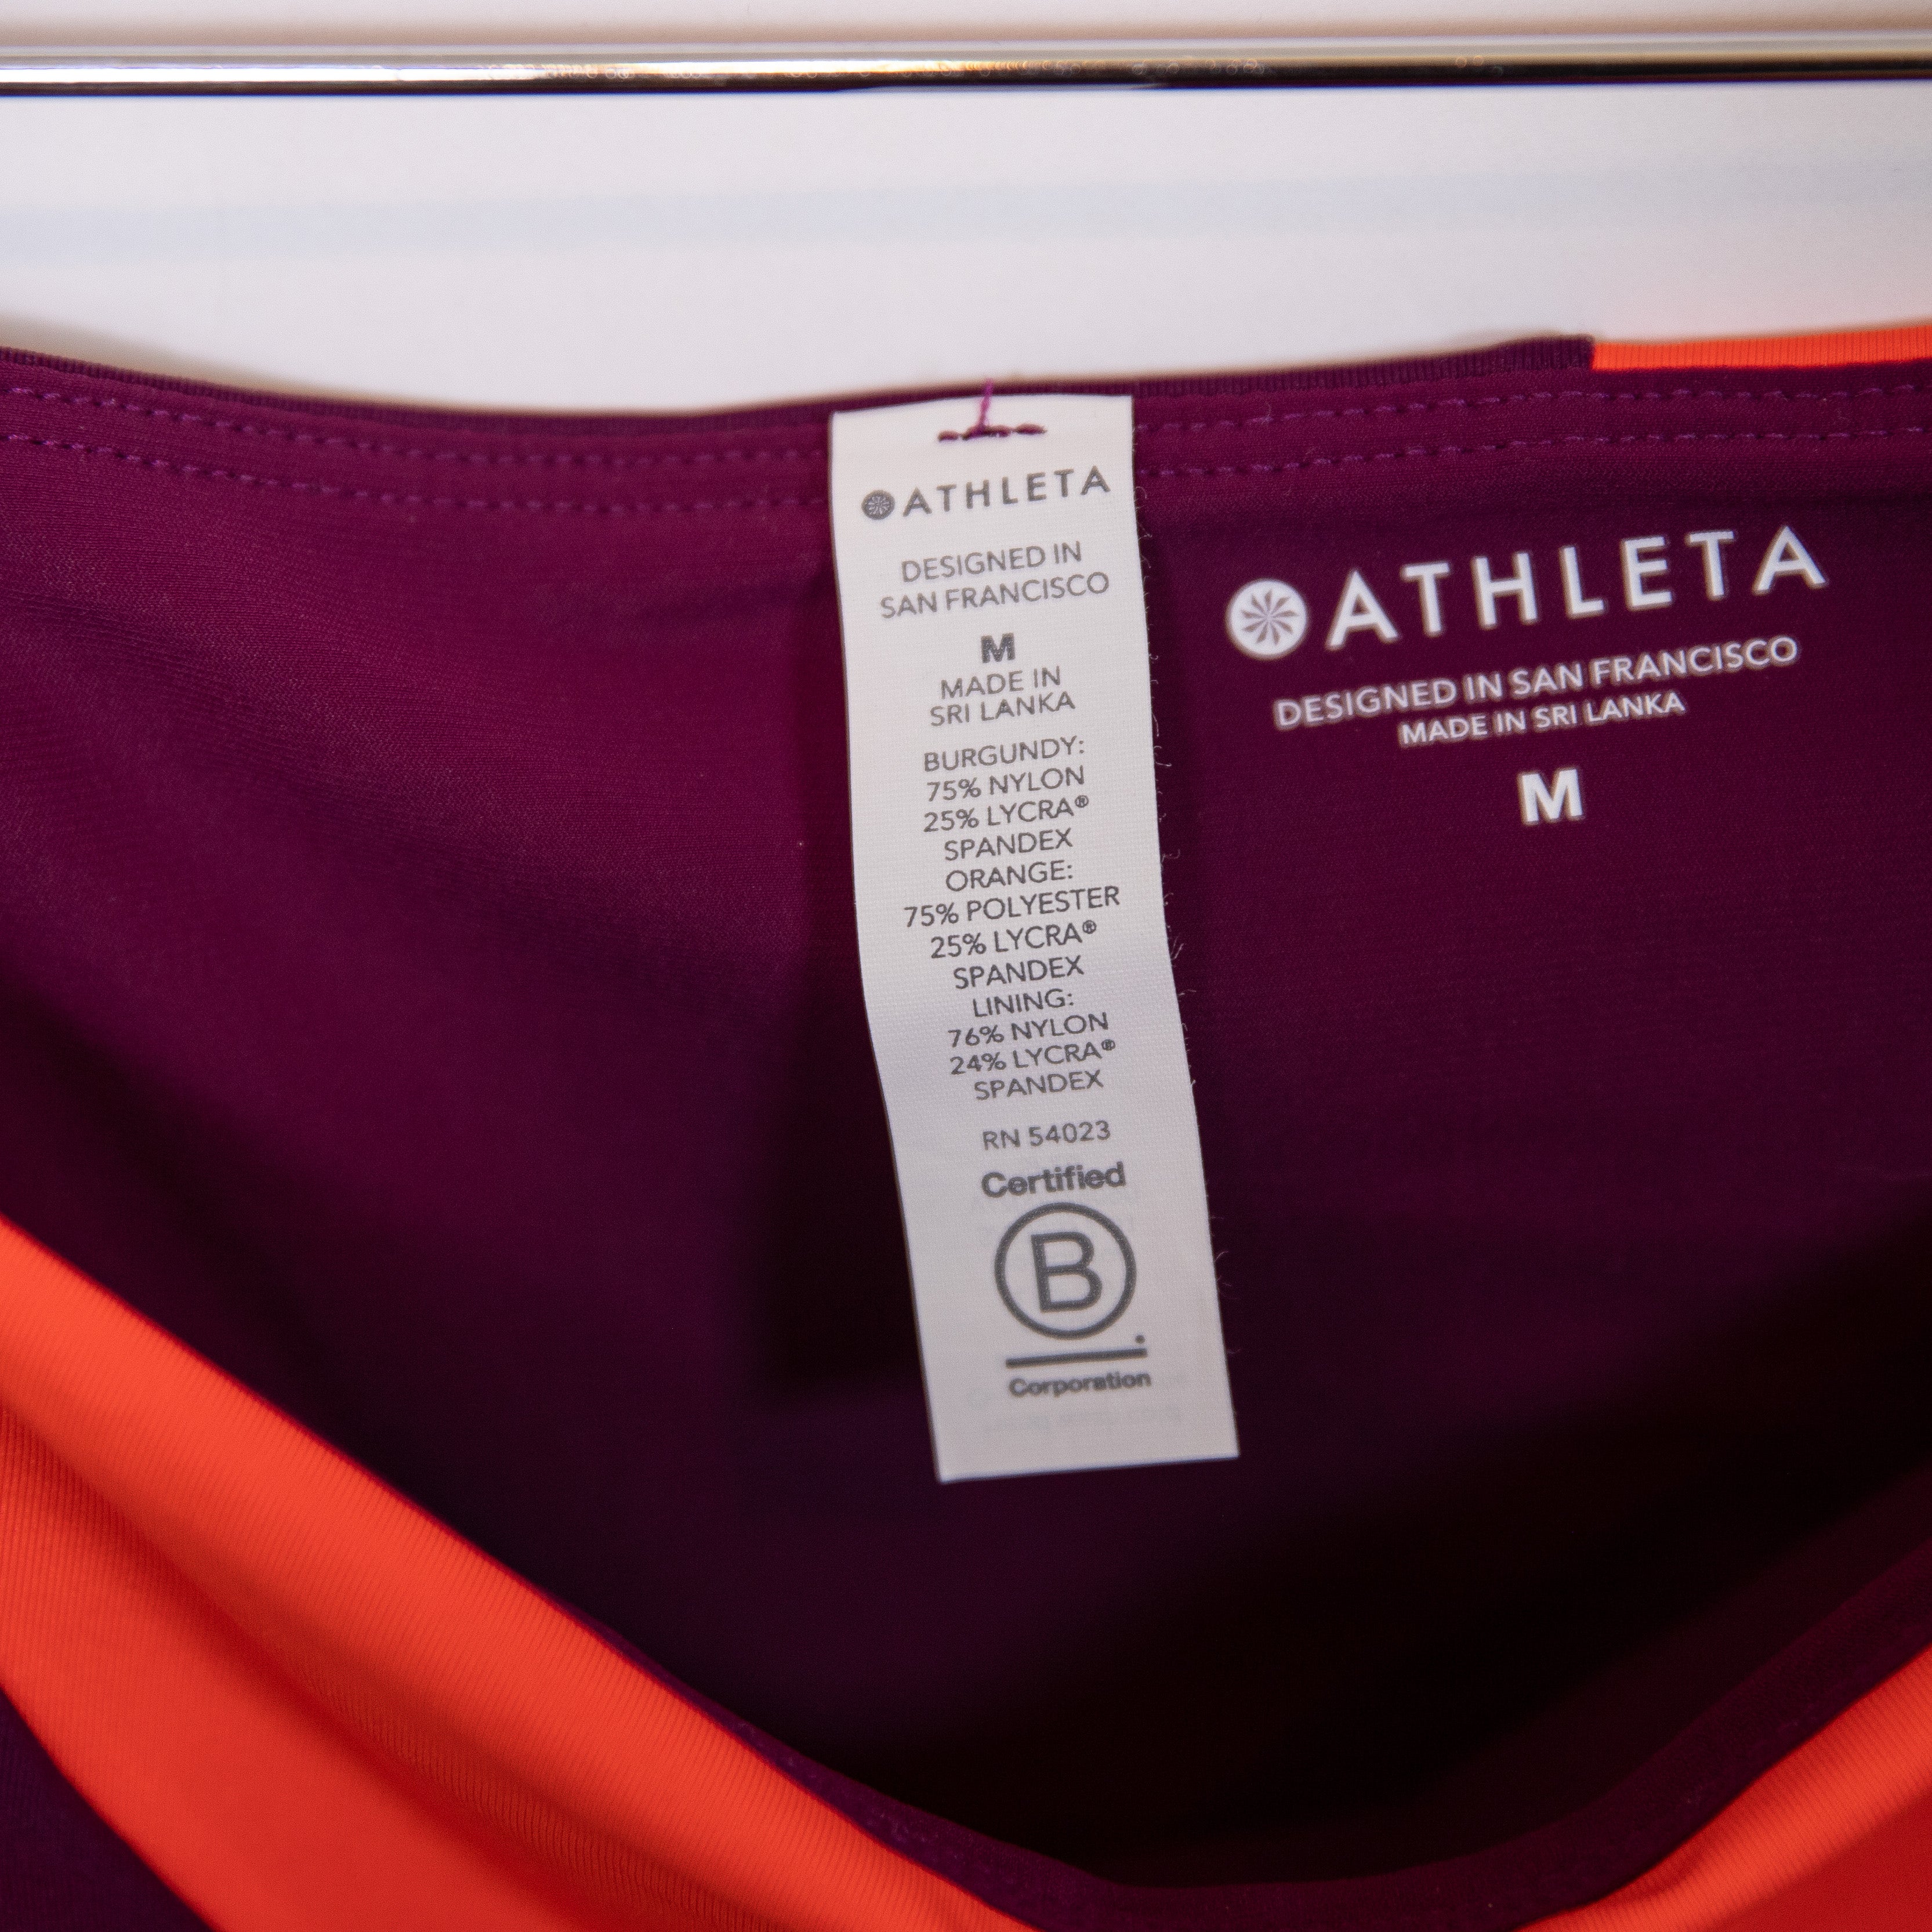 ATHLETA
DESIGNED IN
SAN FRANCISCO
M
MADE IN
SRI LANKA
BURGUNDY:
75% NYLON
25% LYCRA®
SPANDEX
ORANGE:
75% POLYESTER
25% LYCRA®
SPANDEX
LINING:
76% NYLON
24% LYCRA®
SPANDEX
RN 54023
Certified
B
Corporation
ATHLETA
DESIGNED IN SAN FRANCISCO
MADE IN SRI LANKA
M